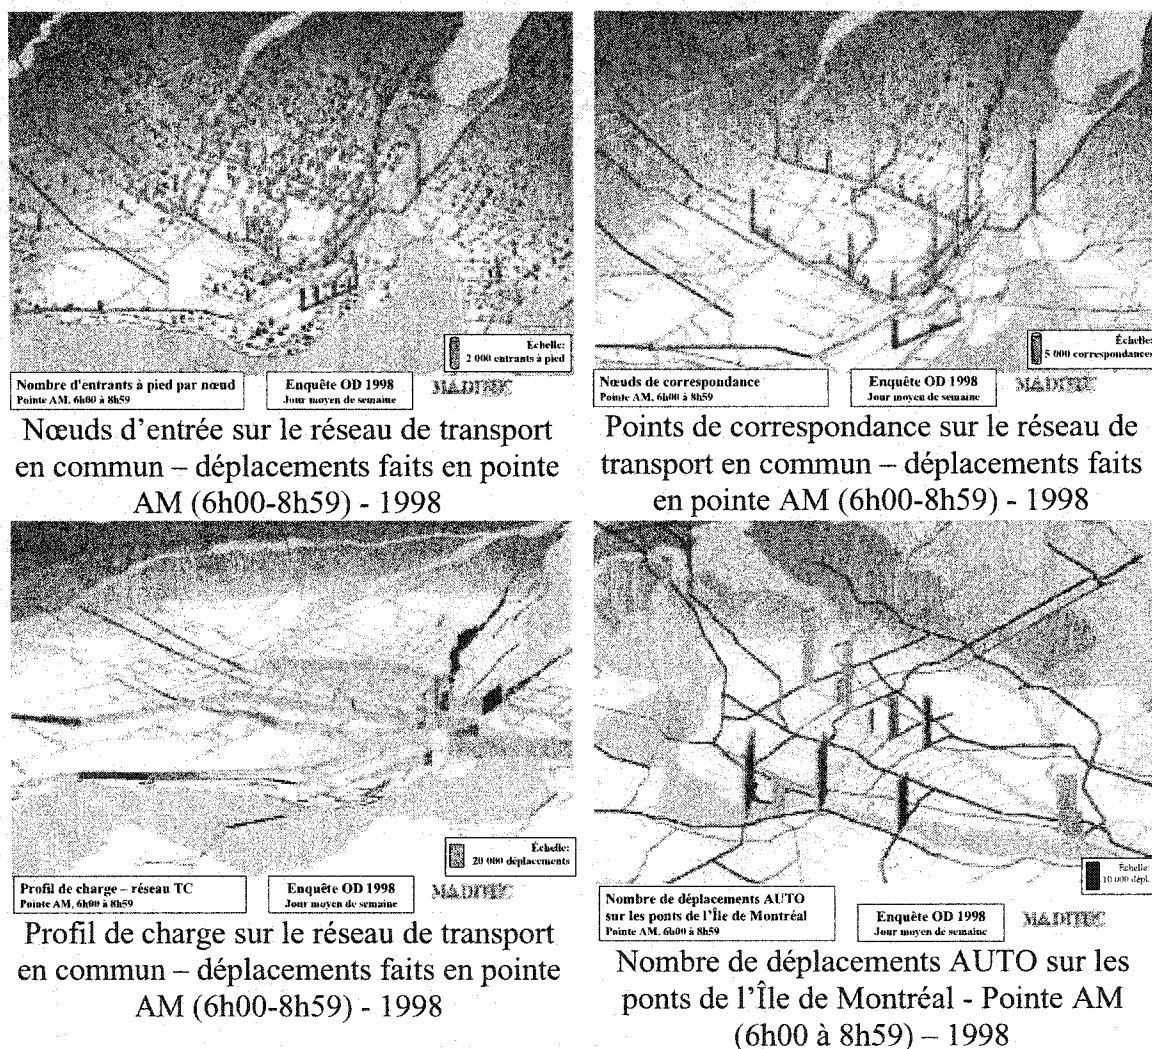 Échelle:
2 000 entrants à pied
Nombre d'entrants à pied par nœud
Pointe AM, 6h00 à 8h59
Enquête OD 1998
Jour moyen de semaine
MADITUC
Nœuds d'entrée sur le réseau de transport
en commun – déplacements faits en pointe
AM (6h00-8h59) - 1998
Échelle:
5 000 correspondances
Nœuds de correspondance
Pointe AM, 6h00 à 8h59
Enquête OD 1998
Jour moyen de semaine
MADITUC
Points de correspondance sur le réseau de
transport en commun – déplacements faits
en pointe AM (6h00-8h59) - 1998
Échelle:
20 000 déplacements
Profil de charge – réseau TC
Pointe AM, 6h00 à 8h59
Enquête OD 1998
Jour moyen de semaine
MADITUC
Profil de charge sur le réseau de transport
en commun – déplacements faits en pointe
AM (6h00-8h59) - 1998
Échelle:
10 000 dépl.
Nombre de déplacements AUTO
sur les ponts de l'Île de Montréal
Pointe AM. 6h00 à 8h59
Enquête OD 1998
Jour moyen de semaine
MADITUC
Nombre de déplacements AUTO sur les
ponts de l'Île de Montréal - Pointe AM
(6h00 à 8h59) – 1998